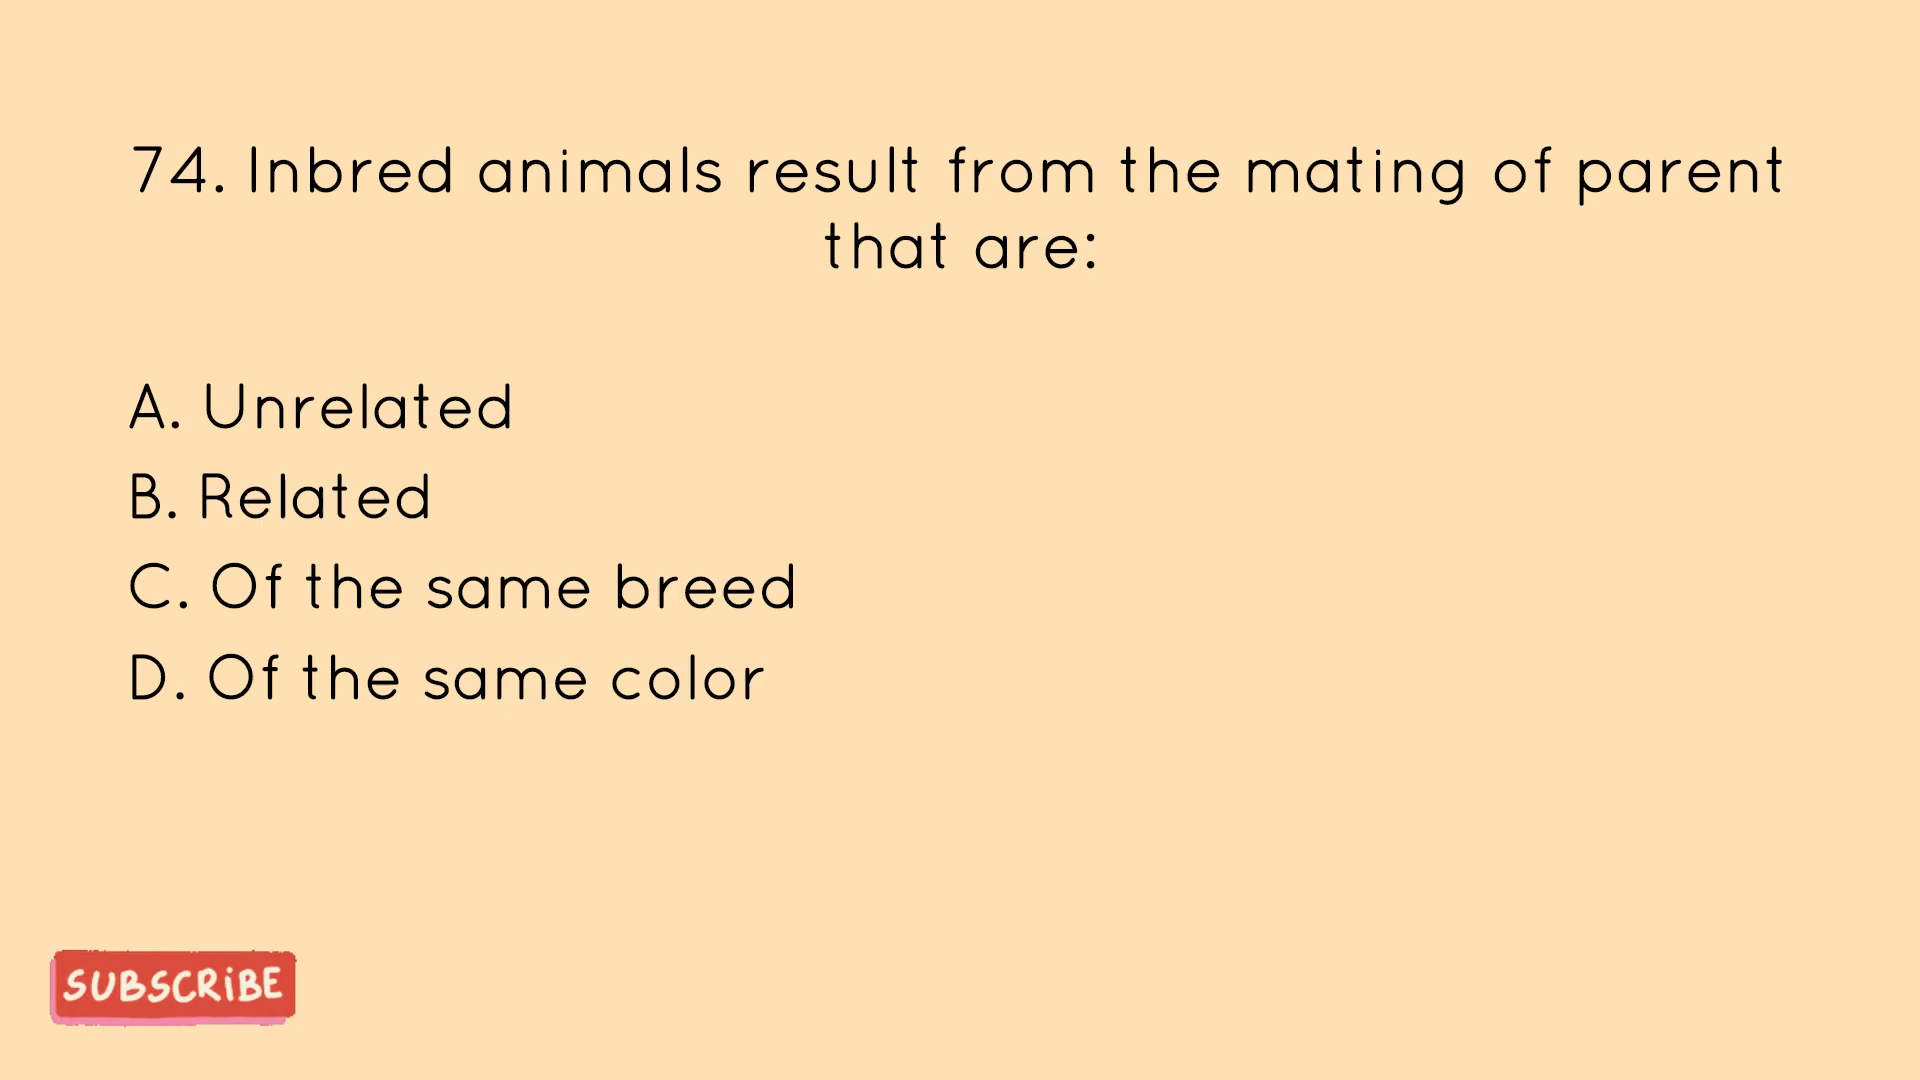 74. Inbred animals result from the mating of parent
that are:
A. Unrelated
B. Related
C. Of the same breed
D. Of the same color
SUBSCRiBE